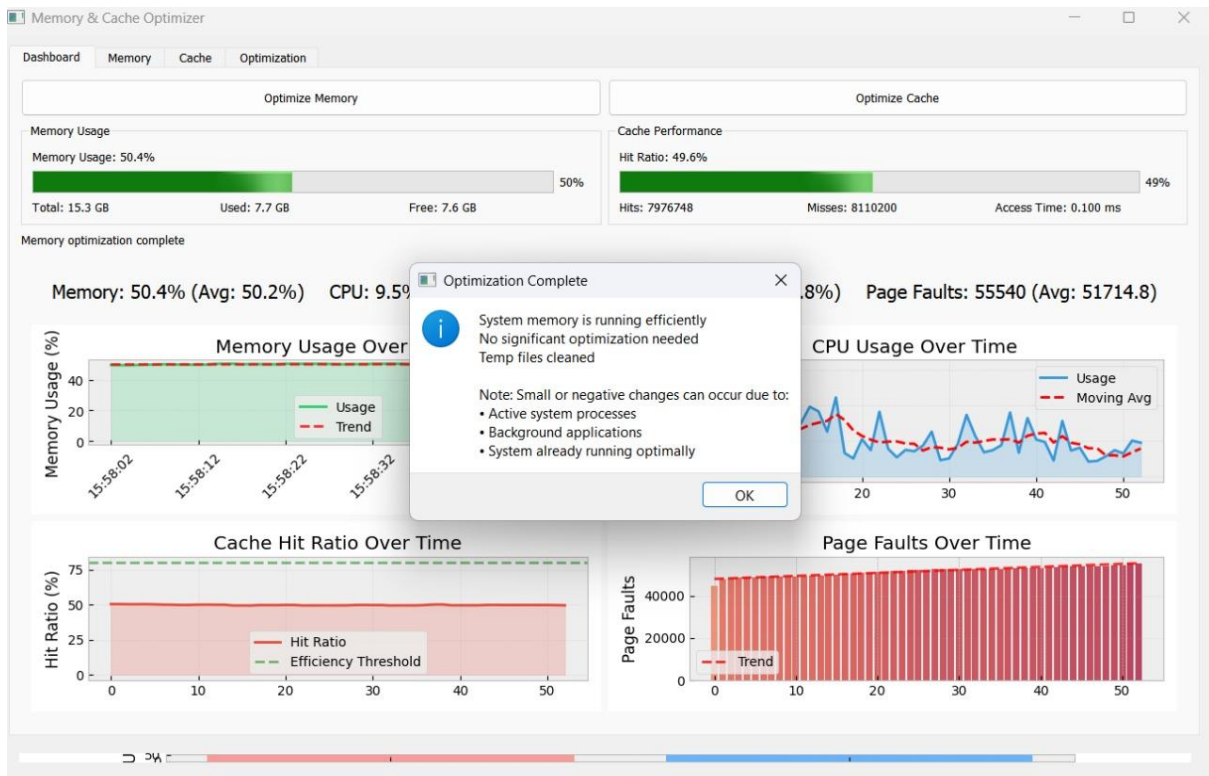 Memory & Cache Optimizer
Dashboard Memory Cache Optimization
Optimize Memory Optimize Cache
Memory Usage Cache Performance
Memory Usage: 50.4% Hit Ratio: 49.6%
50% 49%
Total: 15.3 GB Used: 7.7 GB Free: 7.6 GB Hits: 7976748 Misses: 8110200 Access Time: 0.100 ms
Memory optimization complete
Memory: 50.4% (Avg: 50.2%) CPU: 9.5% .8%) Page Faults: 55540 (Avg: 51714.8)
Optimization Complete
System memory is running efficiently
No significant optimization needed
Temp files cleaned
Note: Small or negative changes can occur due to:
• Active system processes
• Background applications
• System already running optimally
OK
Memory Usage Over
Memory Usage (%)
40
20
0
Usage
Trend
15:58:02 15:58:12 15:58:22 15:58:32
CPU Usage Over Time
Usage
Moving Avg
20 30 40 50
Cache Hit Ratio Over Time
Hit Ratio (%)
75
50
25
0
Hit Ratio
Efficiency Threshold
0 10 20 30 40 50
Page Faults Over Time
Page Faults
40000
20000
0
Trend
0 10 20 30 40 50